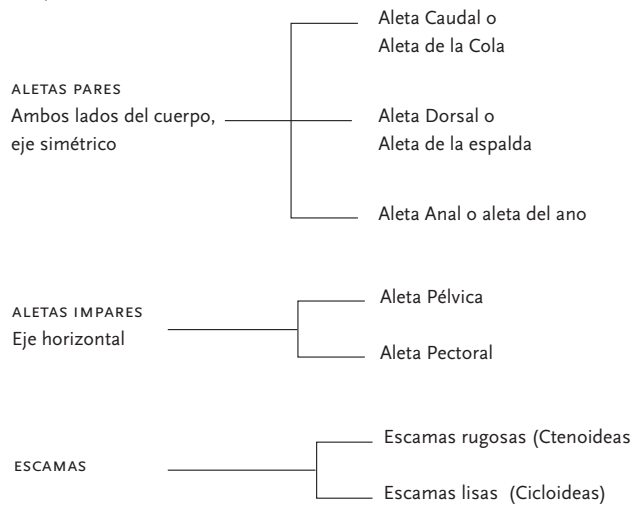 Aleta Caudal o
Aleta de la Cola
ALETAS PARES
Ambos lados del cuerpo,
eje simétrico
Aleta Dorsal o
Aleta de la espalda
Aleta Anal o aleta del ano
ALETAS IMPARES
Eje horizontal
Aleta Pélvica
Aleta Pectoral
ESCAMAS
Escamas rugosas (Ctenoideas
Escamas lisas (Cicloideas)